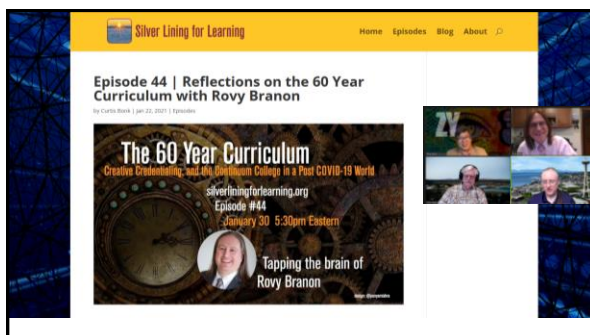 Silver Lining for Learning
Home Episodes Blog About
Episode 44 | Reflections on the 60 Year
Curriculum with Rovy Branon
by Curtis Bonk | Jan 22, 2021 | Episodes
The 60 Year Curriculum
Creative Credentialing, and the Continuum College in a Post COVID-19 World
silverliningforlearning.org
Episode #44
January 30 5:30pm Eastern
Tapping the brain of
Rovy Branon
ZY